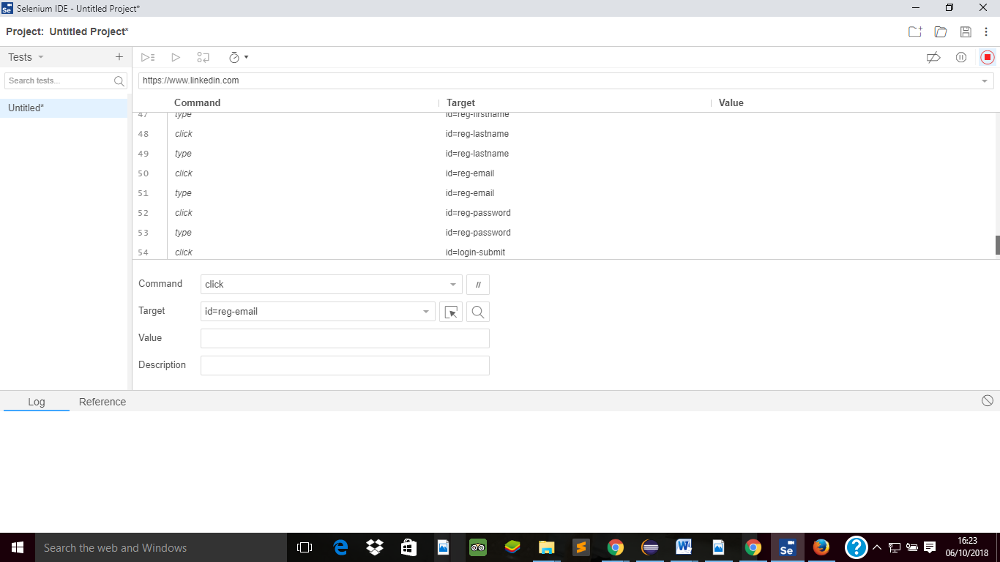 Se Selenium IDE - Untitled Project*
Project: Untitled Project*
Tests
Search tests...
Untitled*
https://www.linkedin.com
Command Target Value
47 type id=reg-firstname
48 click id=reg-lastname
49 type id=reg-lastname
50 click id=reg-email
51 type id=reg-email
52 click id=reg-password
53 type id=reg-password
54 click id=login-submit
Command click //
Target id=reg-email
Value
Description
Log Reference
Search the web and Windows
Se
16:23
06/10/2018